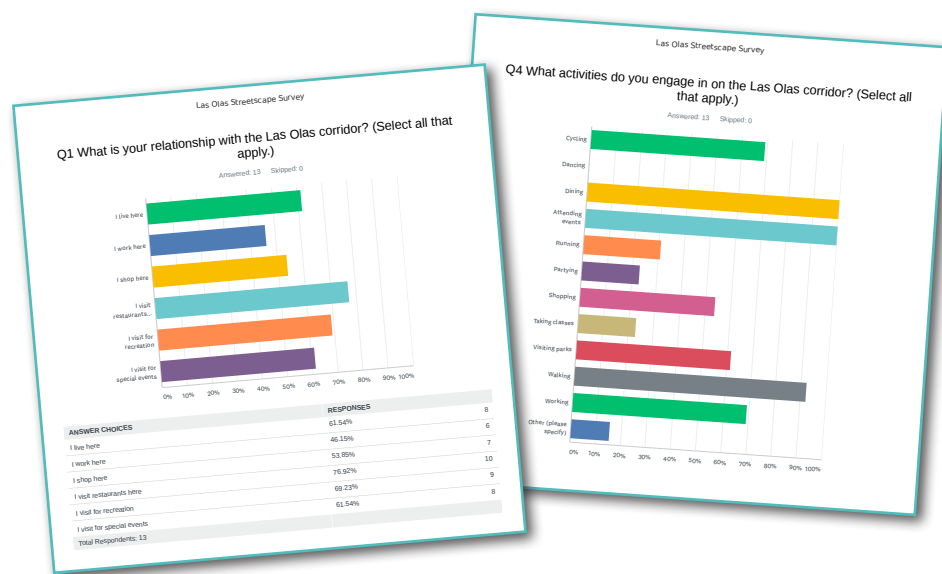 Las Olas Streetscape Survey
Q1 What is your relationship with the Las Olas corridor? (Select all that
apply.)
Answered: 13 Skipped: 0
I live here
I work here
I shop here
I visit
restaurants...
I visit for
recreation
I visit for
special events
0% 10% 20% 30% 40% 50% 60% 70% 80% 90% 100%
ANSWER CHOICES RESPONSES
I live here 61.54% 8
I work here 46.15% 6
I shop here 53.85% 7
I visit restaurants here 76.92% 10
I visit for recreation 69.23% 9
I visit for special events 61.54% 8
Total Respondents: 13
Las Olas Streetscape Survey
Q4 What activities do you engage in on the Las Olas corridor? (Select all
that apply.)
Answered: 13 Skipped: 0
Cycling
Dancing
Dining
Attending
events
Running
Partying
Shopping
Taking classes
Visiting parks
Walking
Working
Other (please
specify)
0% 10% 20% 30% 40% 50% 60% 70% 80% 90% 100%